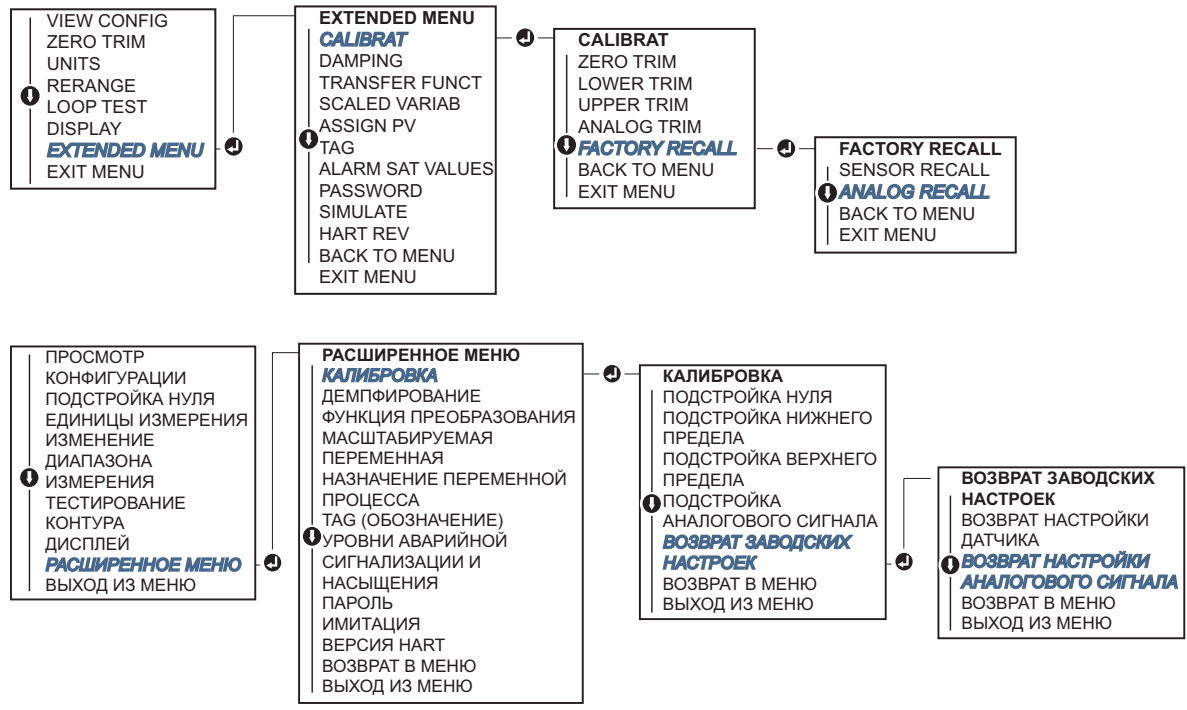 VIEW CONFIG
ZERO TRIM
UNITS
RERANGE
LOOP TEST
DISPLAY
EXTENDED MENU
EXIT MENU
EXTENDED MENU
CALIBRAT
DAMPING
TRANSFER FUNCT
SCALED VARIAB
ASSIGN PV
TAG
ALARM SAT VALUES
PASSWORD
SIMULATE
HART REV
BACK TO MENU
EXIT MENU
CALIBRAT
ZERO TRIM
LOWER TRIM
UPPER TRIM
ANALOG TRIM
FACTORY RECALL
BACK TO MENU
EXIT MENU
FACTORY RECALL
SENSOR RECALL
ANALOG RECALL
BACK TO MENU
EXIT MENU
ПРОСМОТР
КОНФИГУРАЦИИ
ПОДСТРОЙКА НУЛЯ
ЕДИНИЦЫ ИЗМЕРЕНИЯ
ИЗМЕНЕНИЕ
ДИАПАЗОНА
ИЗМЕРЕНИЯ
ТЕСТИРОВАНИЕ
КОНТУРА
ДИСПЛЕЙ
РАСШИРЕННОЕ МЕНЮ
ВЫХОД ИЗ МЕНЮ
РАСШИРЕННОЕ МЕНЮ
КАЛИБРОВКА
ДЕМПФИРОВАНИЕ
ФУНКЦИЯ ПРЕОБРАЗОВАНИЯ
МАСШТАБИРУЕМАЯ
ПЕРЕМЕННАЯ
НАЗНАЧЕНИЕ ПЕРЕМЕННОЙ
ПРОЦЕССА
TAG (ОБОЗНАЧЕНИЕ)
УРОВНИ АВАРИЙНОЙ
СИГНАЛИЗАЦИИ И
НАСЫЩЕНИЯ
ПАРОЛЬ
ИМИТАЦИЯ
ВЕРСИЯ HART
ВОЗВРАТ В МЕНЮ
ВЫХОД ИЗ МЕНЮ
КАЛИБРОВКА
ПОДСТРОЙКА НУЛЯ
ПОДСТРОЙКА НИЖНЕГО
ПРЕДЕЛА
ПОДСТРОЙКА ВЕРХНЕГО
ПРЕДЕЛА
ПОДСТРОЙКА
АНАЛОГОВОГО СИГНАЛА
ВОЗВРАТ ЗАВОДСКИХ
НАСТРОЕК
ВОЗВРАТ В МЕНЮ
ВЫХОД ИЗ МЕНЮ
ВОЗВРАТ ЗАВОДСКИХ
НАСТРОЕК
ВОЗВРАТ НАСТРОЙКИ
ДАТЧИКА
ВОЗВРАТ НАСТРОЙКИ
АНАЛОГОВОГО СИГНАЛА
ВОЗВРАТ В МЕНЮ
ВЫХОД ИЗ МЕНЮ